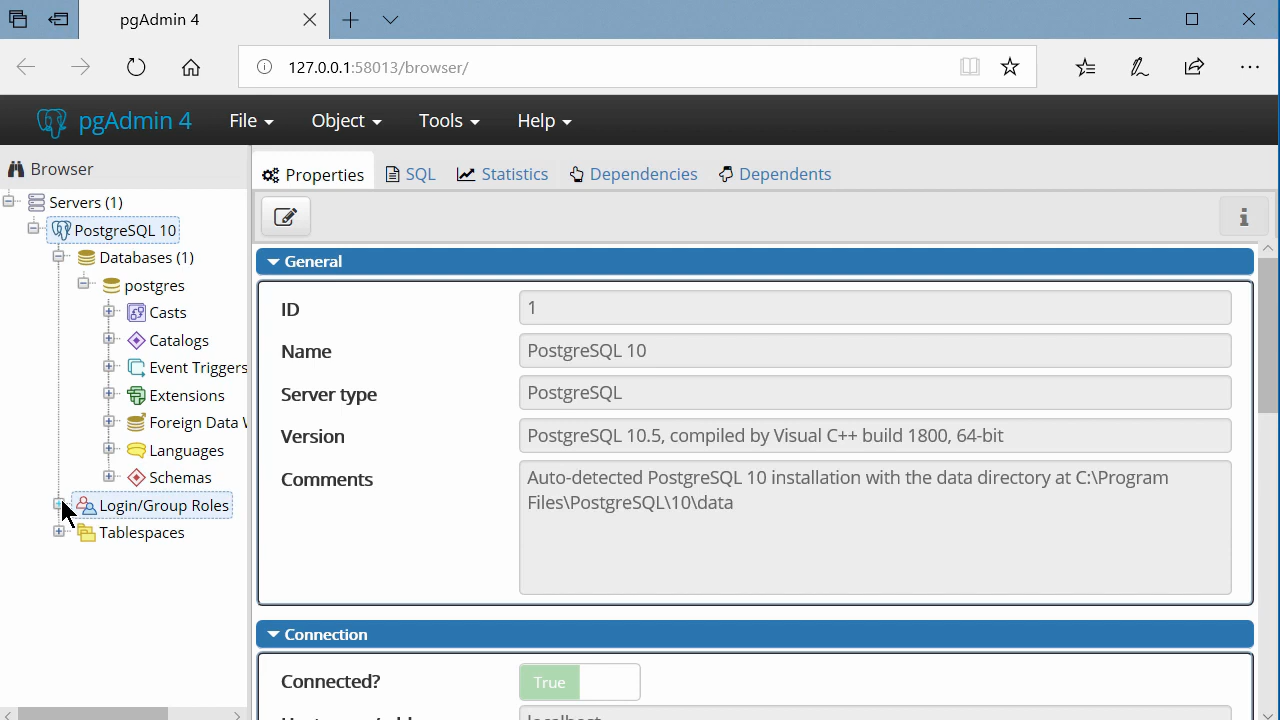 pgAdmin 4
127.0.0.1:58013/browser/
pgAdmin 4 File Object Tools Help
Browser
Servers (1)
PostgreSQL 10
Databases (1)
postgres
Casts
Catalogs
Event Triggers
Extensions
Foreign Data
Languages
Schemas
Login/Group Roles
Tablespaces
Properties SQL Statistics Dependencies Dependents
General
ID 1
Name PostgreSQL 10
Server type PostgreSQL
Version PostgreSQL 10.5, compiled by Visual C++ build 1800, 64-bit
Comments Auto-detected PostgreSQL 10 installation with the data directory at C:\Program
Files\PostgreSQL\10\data
Connection
Connected? True